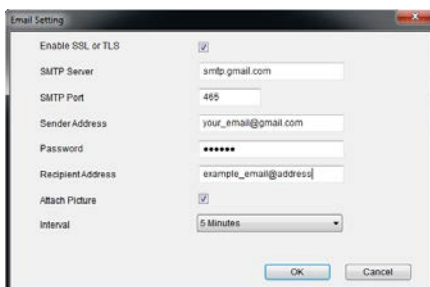 Email Setting
Enable SSL or TLS
SMTP Server smtp.gmail.com
SMTP Port 465
Sender Address your_email@gmail.com
Password ••••••
Recipient Address example_email@address
Attach Picture
Interval 5 Minutes
OK Cancel